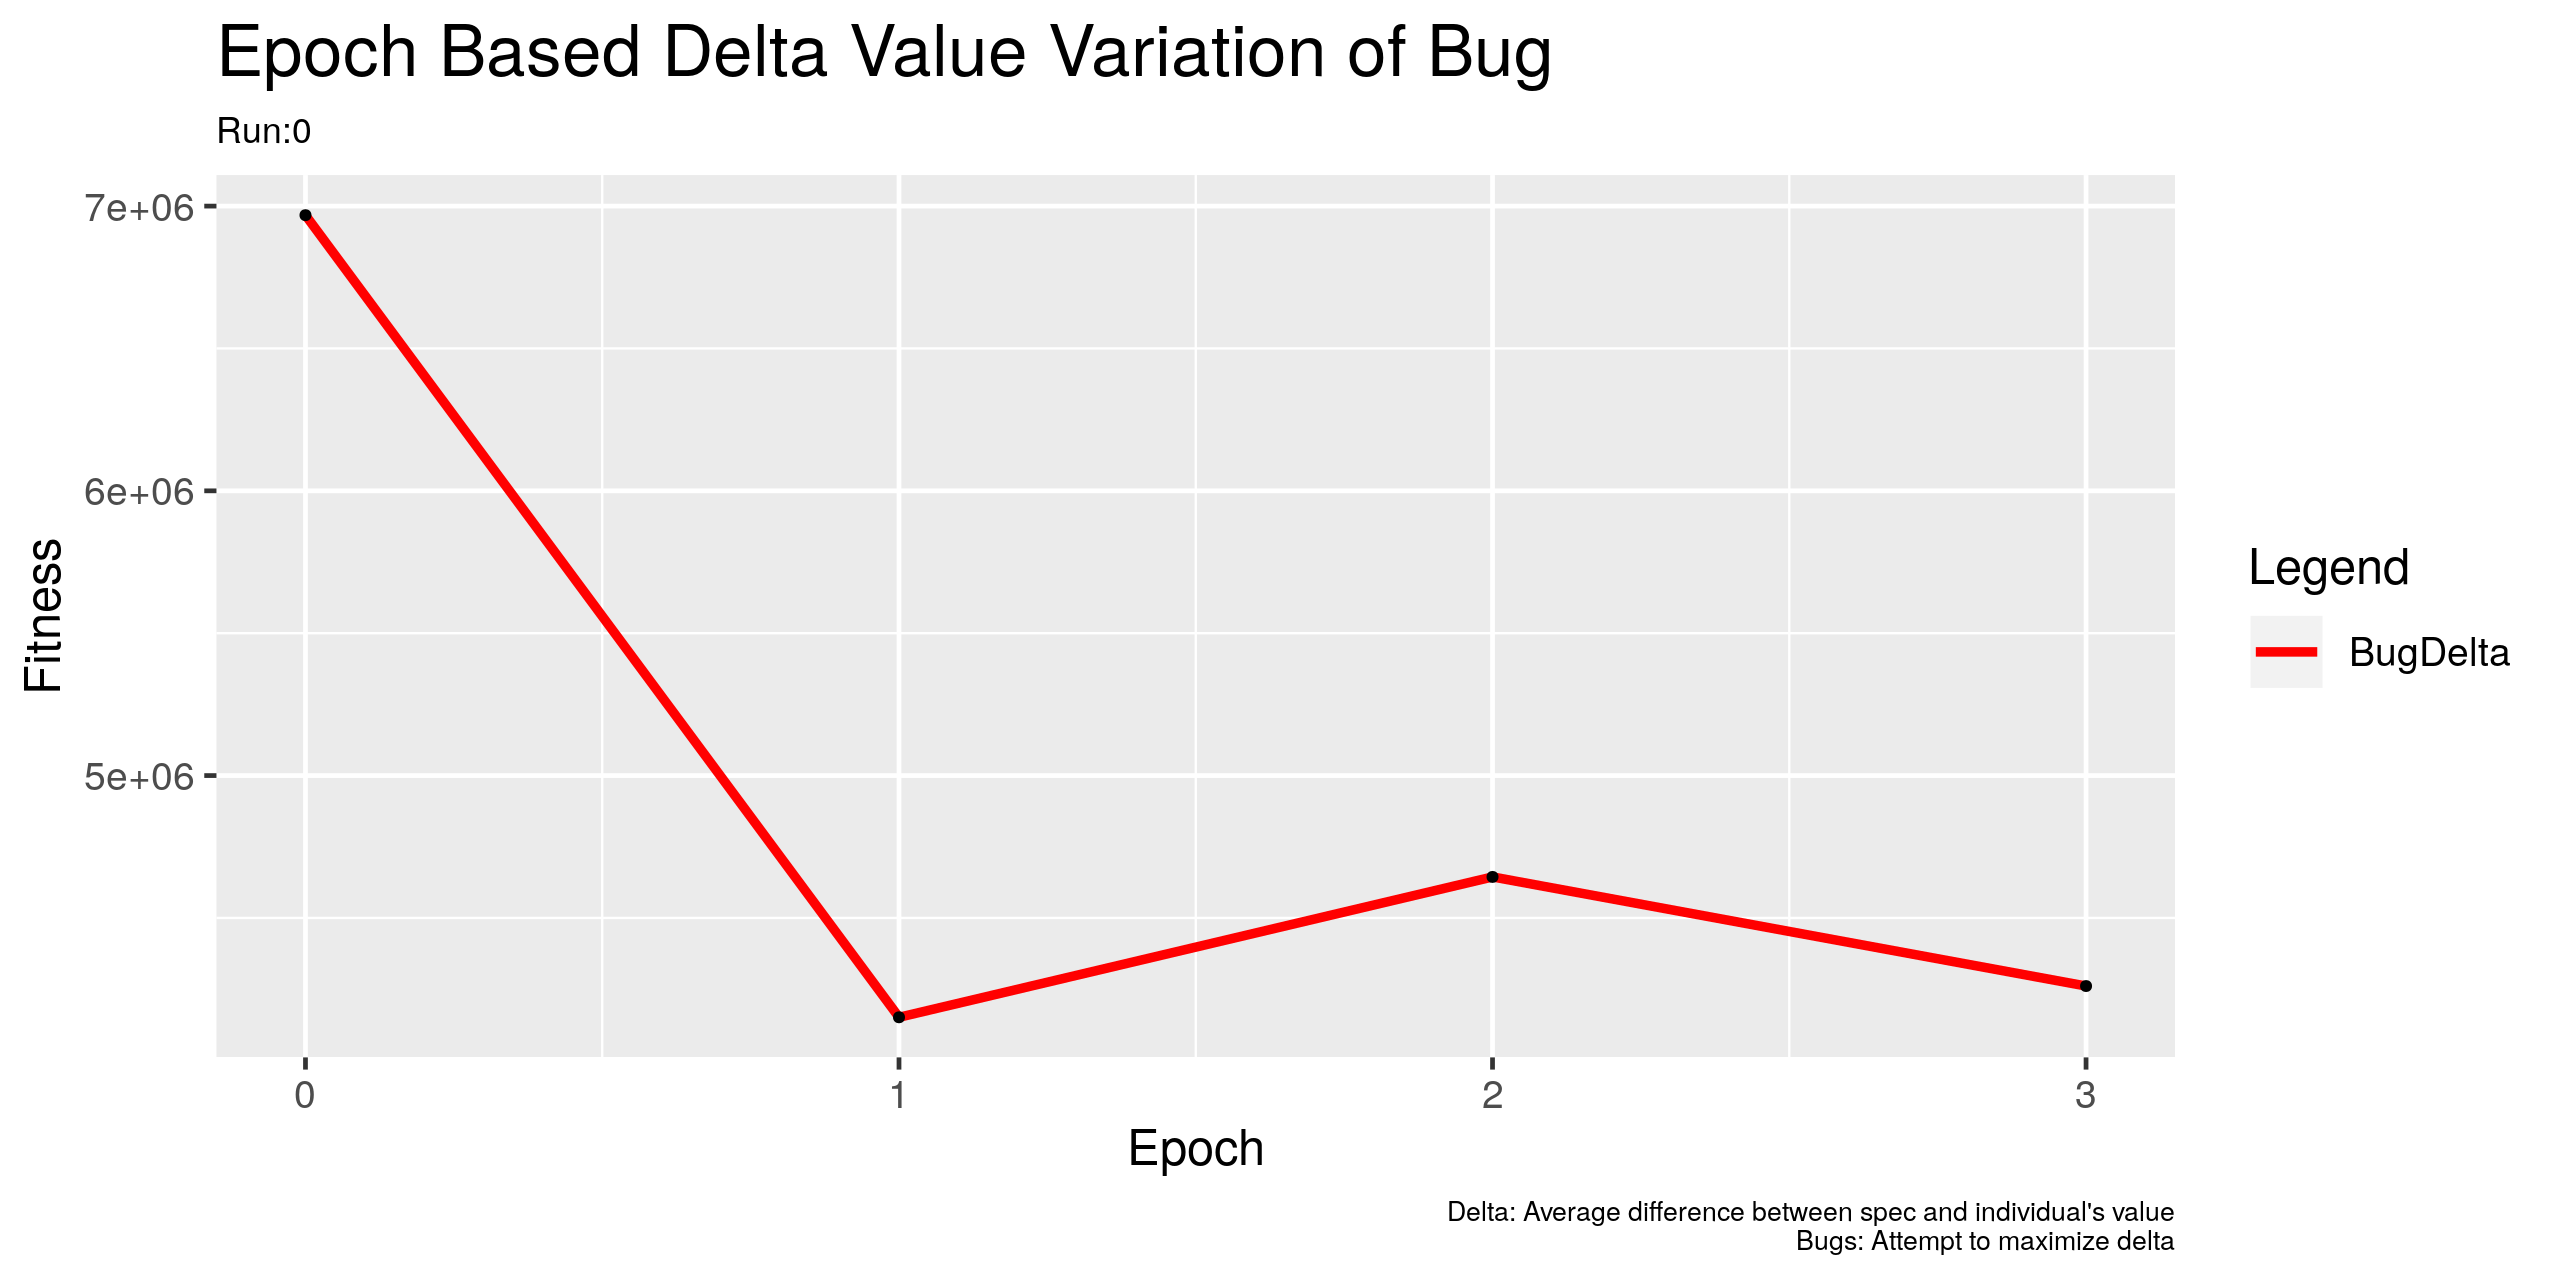 Epoch Based Delta Value Variation of Bug
Run:0
7e+06
6e+06
5e+06
Fitness
0
1
2
3
Epoch
Legend
BugDelta
Delta: Average difference between spec and individual's value
Bugs: Attempt to maximize delta